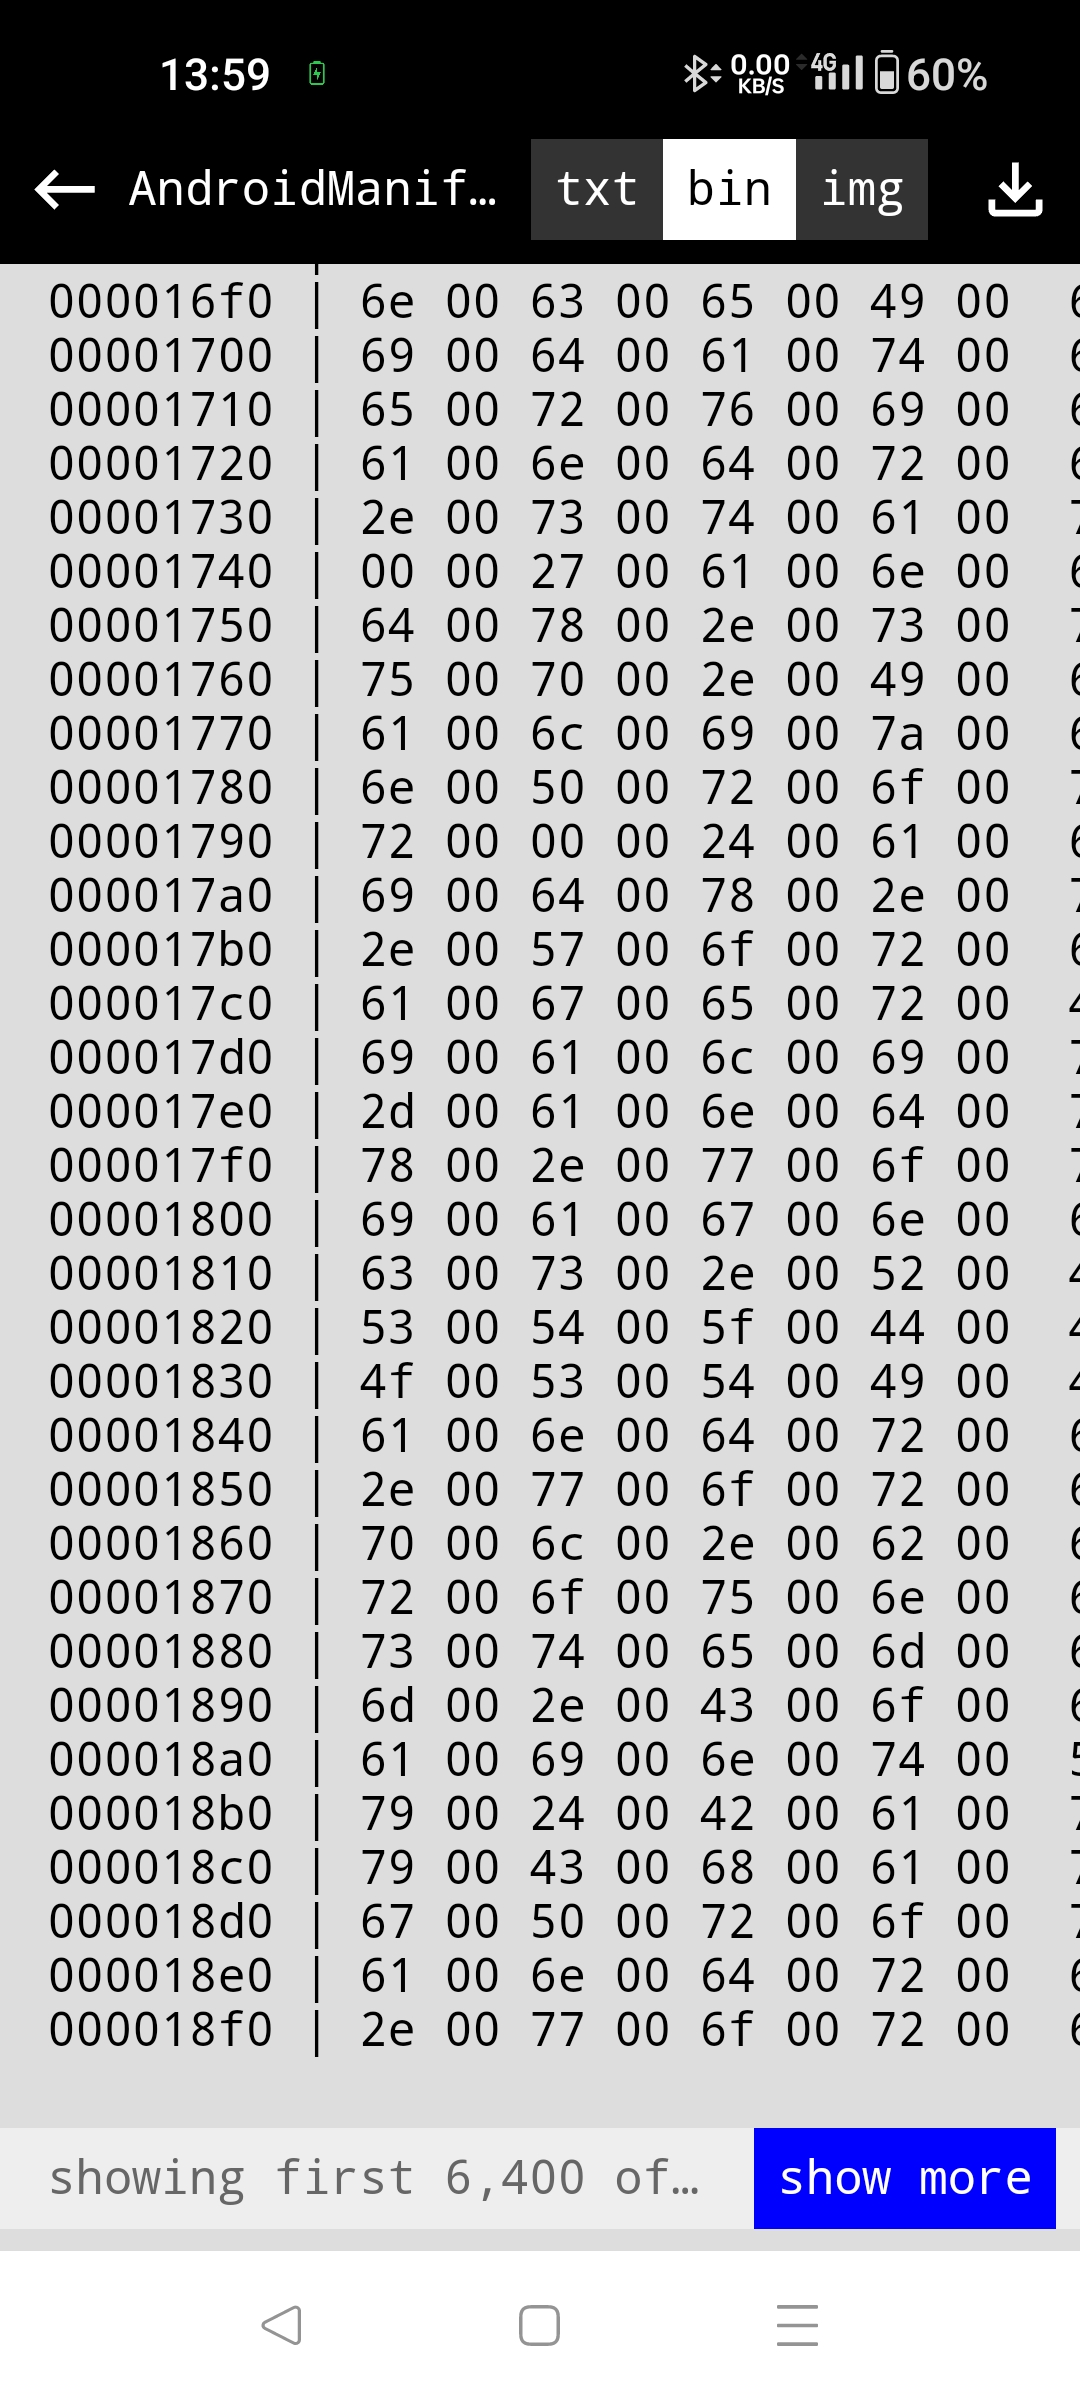 13:59
0.00 KB/S 4G 60%
AndroidManif… txt bin img
000016f0 | 6e 00 63 00 65 00 49 00
00001700 | 69 00 64 00 61 00 74 00
00001710 | 65 00 72 00 76 00 69 00
00001720 | 61 00 6e 00 64 00 72 00
00001730 | 2e 00 73 00 74 00 61 00
00001740 | 00 00 27 00 61 00 6e 00
00001750 | 64 00 78 00 2e 00 73 00
00001760 | 75 00 70 00 2e 00 49 00
00001770 | 61 00 6c 00 69 00 7a 00
00001780 | 6e 00 50 00 72 00 6f 00
00001790 | 72 00 00 00 24 00 61 00
000017a0 | 69 00 64 00 78 00 2e 00
000017b0 | 2e 00 57 00 6f 00 72 00
000017c0 | 61 00 67 00 65 00 72 00
000017d0 | 69 00 61 00 6c 00 69 00
000017e0 | 2d 00 61 00 6e 00 64 00
000017f0 | 78 00 2e 00 77 00 6f 00
00001800 | 69 00 61 00 67 00 6e 00
00001810 | 63 00 73 00 2e 00 52 00
00001820 | 53 00 54 00 5f 00 44 00
00001830 | 4f 00 53 00 54 00 49 00
00001840 | 61 00 6e 00 64 00 72 00
00001850 | 2e 00 77 00 6f 00 72 00
00001860 | 70 00 6c 00 2e 00 62 00
00001870 | 72 00 6f 00 75 00 6e 00
00001880 | 73 00 74 00 65 00 6d 00
00001890 | 6d 00 2e 00 43 00 6f 00
000018a0 | 61 00 69 00 6e 00 74 00
000018b0 | 79 00 24 00 42 00 61 00
000018c0 | 79 00 43 00 68 00 61 00
000018d0 | 67 00 50 00 72 00 6f 00
000018e0 | 61 00 6e 00 64 00 72 00
000018f0 | 2e 00 77 00 6f 00 72 00
showing first 6,400 of… show more